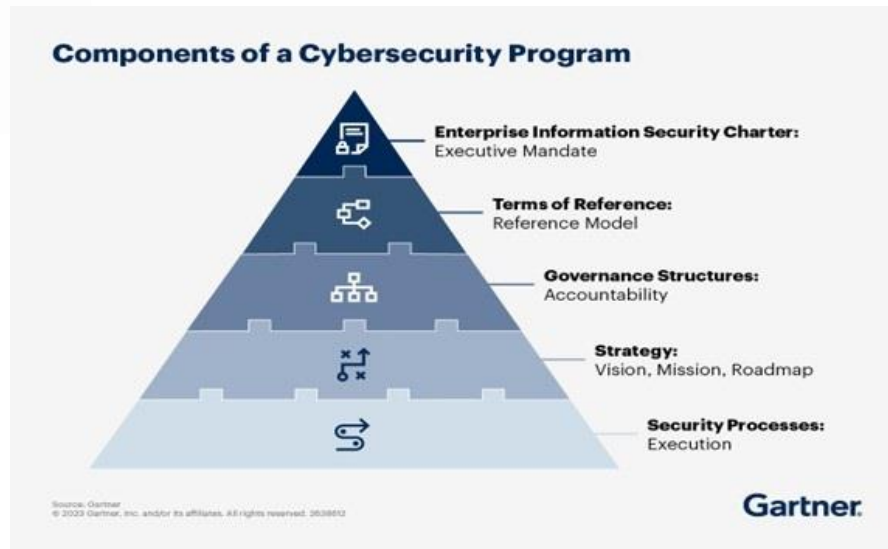 Components of a Cybersecurity Program
Enterprise Information Security Charter:
Executive Mandate
Terms of Reference:
Reference Model
Governance Structures:
Accountability
Strategy:
Vision, Mission, Roadmap
Security Processes:
Execution
Source: Gartner
© 2023 Gartner, Inc. and/or its affiliates. All rights reserved.
Gartner